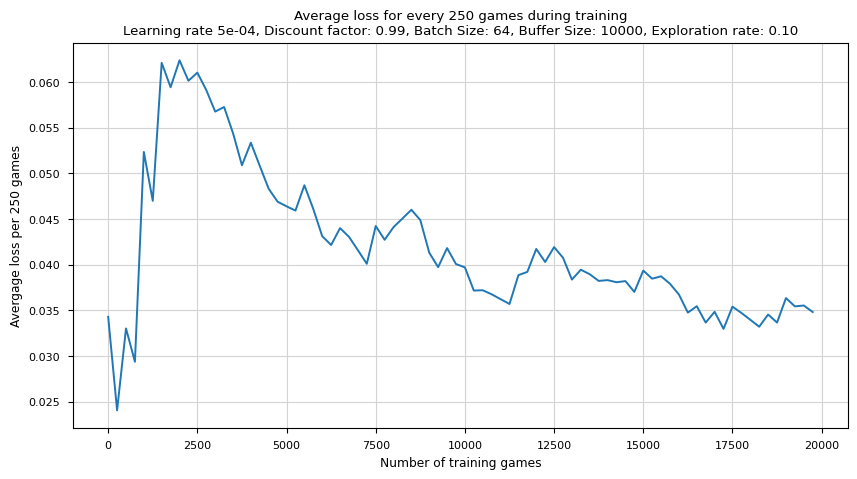 Average loss for every 250 games during training
Learning rate 5e-04, Discount factor: 0.99, Batch Size: 64, Buffer Size: 10000, Exploration rate: 0.10
Avergage loss per 250 games
0.060
0.055
0.050
0.045
0.040
0.035
0.030
0.025
0 2500 5000 7500 10000 12500 15000 17500 20000
Number of training games